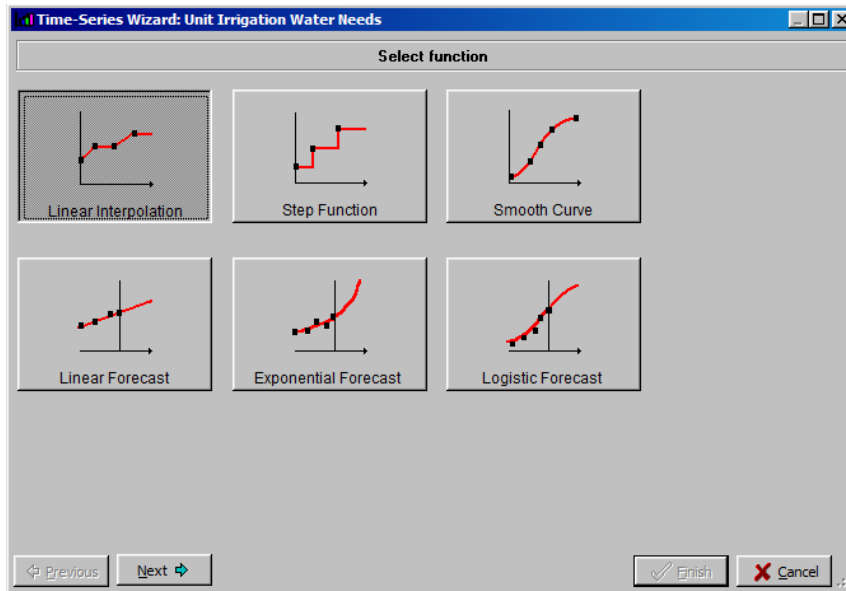 Time-Series Wizard: Unit Irrigation Water Needs
Select function
Linear Interpolation
Step Function
Smooth Curve
Linear Forecast
Exponential Forecast
Logistic Forecast
Previous
Next
Finish
Cancel